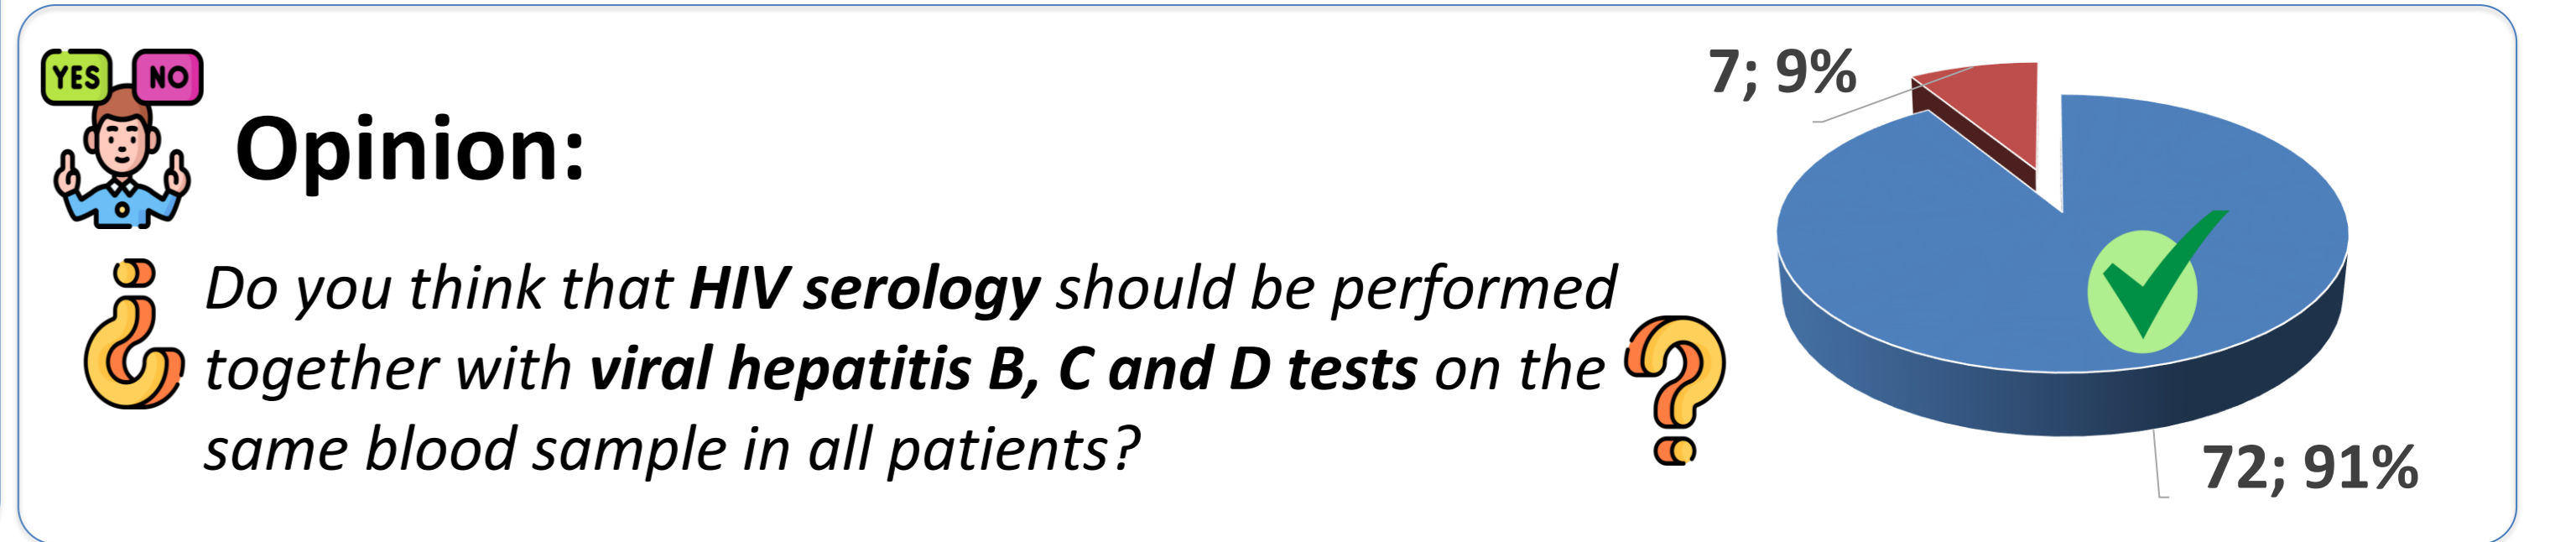 YES NO
Opinion:
¿ Do you think that HIV serology should be performed
together with viral hepatitis B, C and D tests on the
same blood sample in all patients?
?
7; 9%
72; 91%